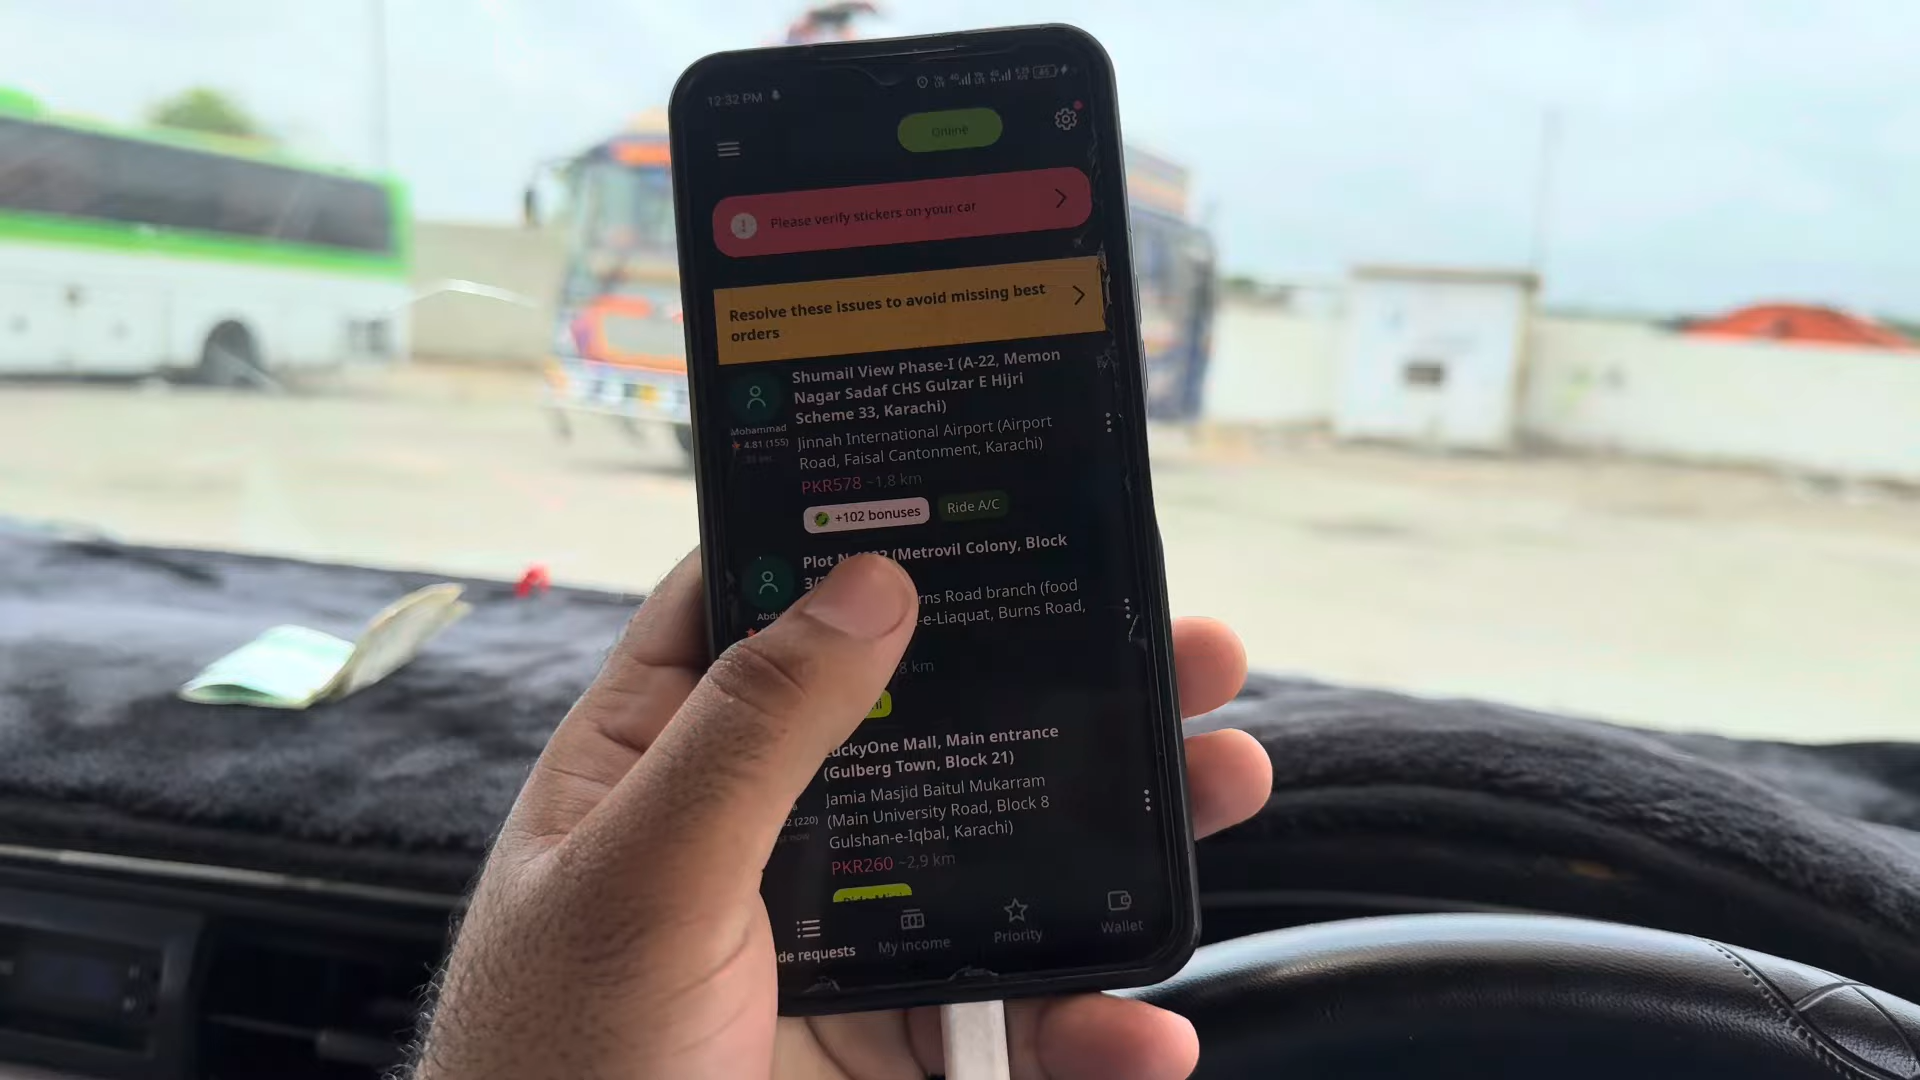 12:32 PM
Online
Please verify stickers on your car
Resolve these issues to avoid missing best
orders
Shumail View Phase-I (A-22, Memon
Nagar Sadaf CHS Gulzar E Hijri
Scheme 33, Karachi)
Mohammad
4.81 (155)
Jinnah International Airport (Airport
Road, Faisal Cantonment, Karachi)
PKR578 ~1,8 km
+102 bonuses
Ride A/C
Plot (Metrovil Colony, Block
Road branch (food
-e-Liaquat, Burns Road,
km
LuckyOne Mall, Main entrance
(Gulberg Town, Block 21)
Jamia Masjid Baitul Mukarram
(220)
(Main University Road, Block 8
Gulshan-e-Iqbal, Karachi)
PKR260 ~2,9 km
requests
My income
Priority
Wallet